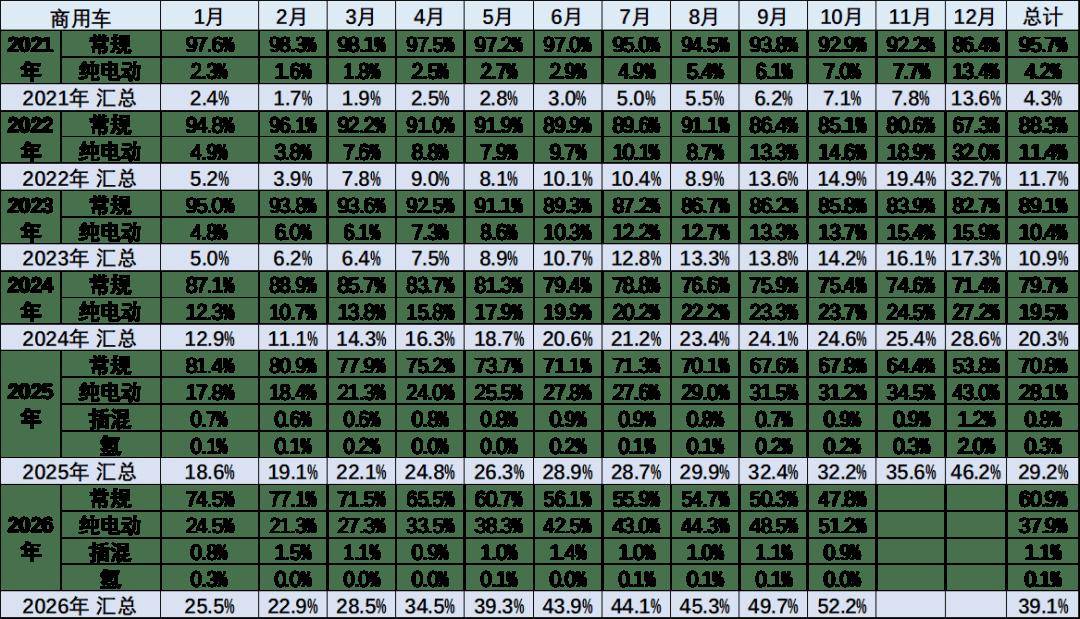 商用车 1月 2月 3月 4月 5月 6月 7月 8月 9月 10月 11月 12月 总计
2021年 常规 97.6% 98.3% 98.1% 97.5% 97.2% 97.0% 95.0% 94.5% 93.8% 92.9% 92.2% 86.4% 95.7%
纯电动 2.3% 1.6% 1.8% 2.5% 2.7% 2.9% 4.9% 5.4% 6.1% 7.0% 7.7% 13.4% 4.2%
2021年 汇总 2.4% 1.7% 1.9% 2.5% 2.8% 3.0% 5.0% 5.5% 6.2% 7.1% 7.8% 13.6% 4.3%
2022年 常规 94.8% 96.1% 92.2% 91.0% 91.9% 89.9% 89.6% 91.1% 86.4% 85.1% 80.6% 67.3% 88.3%
纯电动 4.9% 3.8% 7.6% 8.8% 7.9% 9.7% 10.1% 8.7% 13.3% 14.6% 18.9% 32.0% 11.4%
2022年 汇总 5.2% 3.9% 7.8% 9.0% 8.1% 10.1% 10.4% 8.9% 13.6% 14.9% 19.4% 32.7% 11.7%
2023年 常规 95.0% 93.8% 93.6% 92.5% 91.1% 89.3% 87.2% 86.7% 86.2% 85.8% 83.9% 82.7% 89.1%
纯电动 4.8% 6.0% 6.1% 7.3% 8.6% 10.3% 12.2% 12.7% 13.3% 13.7% 15.4% 15.9% 10.4%
2023年 汇总 5.0% 6.2% 6.4% 7.5% 8.9% 10.7% 12.8% 13.3% 13.8% 14.2% 16.1% 17.3% 10.9%
2024年 常规 87.1% 88.9% 85.7% 83.7% 81.3% 79.4% 78.8% 76.6% 75.9% 75.4% 74.6% 71.4% 79.7%
纯电动 12.3% 10.7% 13.8% 15.8% 17.9% 19.9% 20.2% 22.2% 23.3% 23.7% 24.5% 27.2% 19.5%
2024年 汇总 12.9% 11.1% 14.3% 16.3% 18.7% 20.6% 21.2% 23.4% 24.1% 24.6% 25.4% 28.6% 20.3%
2025年 常规 81.4% 80.9% 77.9% 75.2% 73.7% 71.1% 71.3% 70.1% 67.6% 67.8% 64.4% 53.8% 70.8%
纯电动 17.8% 18.4% 21.3% 24.0% 25.5% 27.8% 27.6% 29.0% 31.5% 31.2% 34.5% 43.0% 28.1%
插混 0.7% 0.6% 0.6% 0.8% 0.8% 0.9% 0.9% 0.8% 0.7% 0.9% 0.9% 1.2% 0.8%
氢 0.1% 0.1% 0.2% 0.0% 0.0% 0.2% 0.1% 0.1% 0.2% 0.2% 0.3% 2.0% 0.3%
2025年 汇总 18.6% 19.1% 22.1% 24.8% 26.3% 28.9% 28.7% 29.9% 32.4% 32.2% 35.6% 46.2% 29.2%
2026年 常规 74.5% 77.1% 71.5% 65.5% 60.7% 56.1% 55.9% 54.7% 50.3% 47.8% 60.9%
纯电动 24.5% 21.3% 27.3% 33.5% 38.3% 42.5% 43.0% 44.3% 48.5% 51.2% 37.9%
插混 0.8% 1.5% 1.1% 0.9% 1.0% 1.4% 1.0% 1.0% 1.1% 0.9% 1.1%
氢 0.3% 0.0% 0.0% 0.0% 0.1% 0.0% 0.1% 0.1% 0.1% 0.0% 0.1%
2026年 汇总 25.5% 22.9% 28.5% 34.5% 39.3% 43.9% 44.1% 45.3% 49.7% 52.2% 39.1%